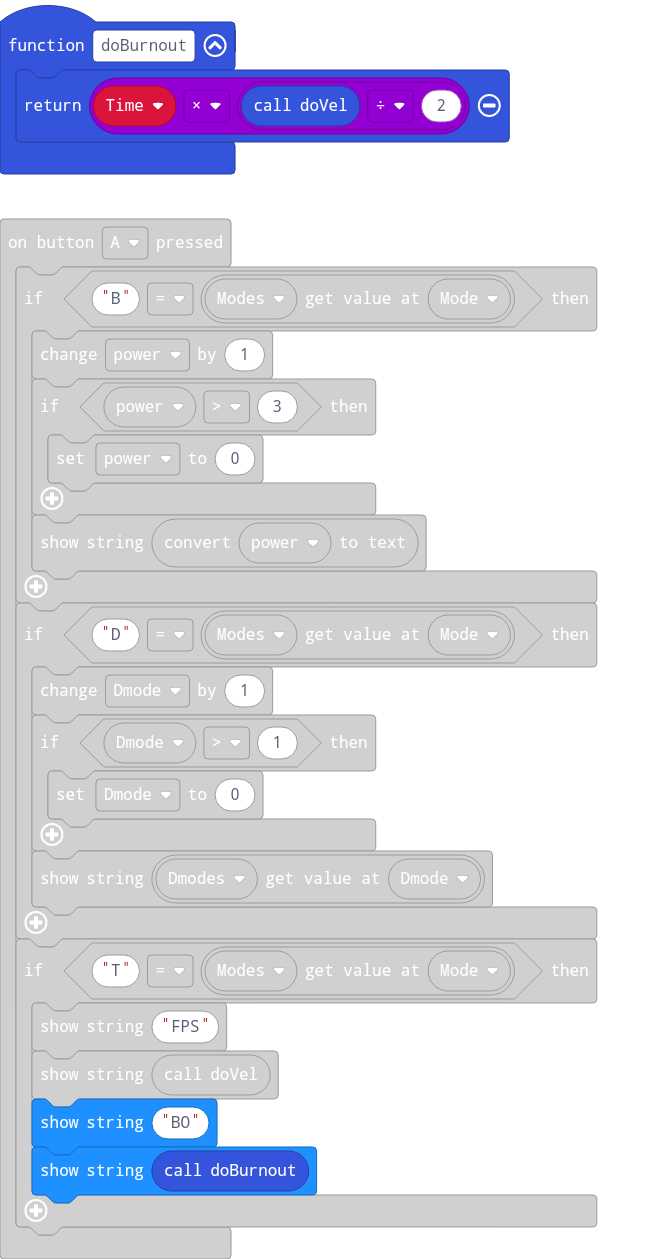 function doBurnout
return Time × call doVel ÷ 2
on button A pressed
if "B" = Modes get value at Mode then
change power by 1
if power > 3 then
set power to 0
show string convert power to text
if "D" = Modes get value at Mode then
change Dmode by 1
if Dmode > 1 then
set Dmode to 0
show string Dmodes get value at Dmode
if "T" = Modes get value at Mode then
show string "FPS"
show string call doVel
show string "BO"
show string call doBurnout